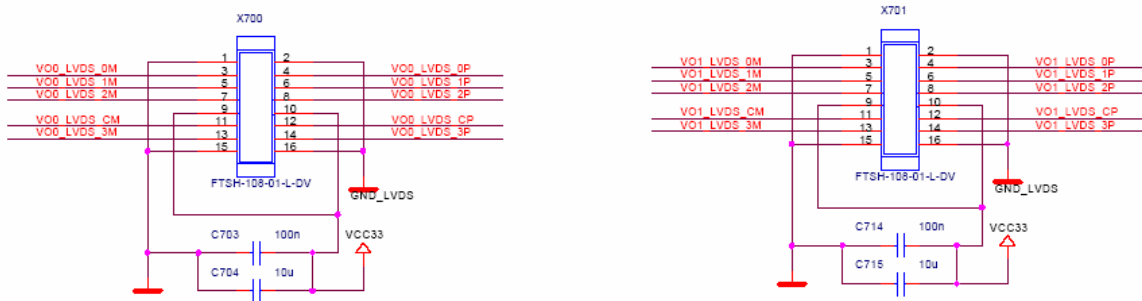 X700
1 2
VO0_LVDS_0M 3 4 VO0_LVDS_0P
VO0_LVDS_1M 5 6 VO0_LVDS_1P
VO0_LVDS_2M 7 8 VO0_LVDS_2P
9 10
VO0_LVDS_CM 11 12 VO0_LVDS_CP
VO0_LVDS_3M 13 14 VO0_LVDS_3P
15 16
FTSH-108-01-L-DV
GND_LVDS
C703 100n VCC33
C704 10u
X701
1 2
VO1_LVDS_0M 3 4 VO1_LVDS_0P
VO1_LVDS_1M 5 6 VO1_LVDS_1P
VO1_LVDS_2M 7 8 VO1_LVDS_2P
9 10
VO1_LVDS_CM 11 12 VO1_LVDS_CP
VO1_LVDS_3M 13 14 VO1_LVDS_3P
15 16
FTSH-108-01-L-DV
GND_LVDS
C714 100n VCC33
C715 10u